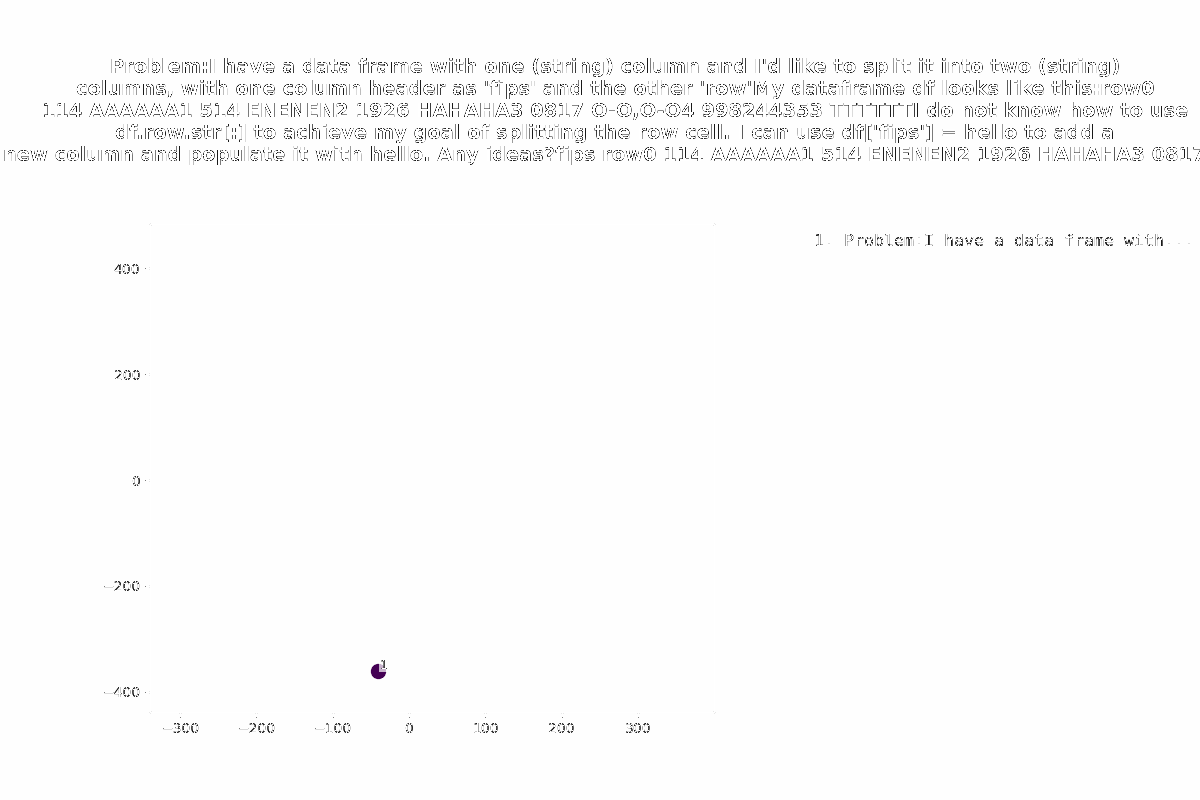 Problem:I have a data frame with one (string) column and I'd like to split it into two (string)
columns, with one column header as 'fips' and the other 'row'My dataframe df looks like this:row0
114 AAAAAA1 514 ENENEN2 1926 HAHAHA3 0817 O-O,O-O4 998244353 TTTTTTI do not know how to use
df.row.str[:] to achieve my goal of splitting the row cell. I can use df['fips'] = hello to add a
new column and populate it with hello. Any ideas?fips row0 114 AAAAAA1 514 ENENEN2 1926 HAHAHA3 0817
1. Problem:I have a data frame with...
400
200
0
−200
−400
1
−300 −200 −100 0 100 200 300